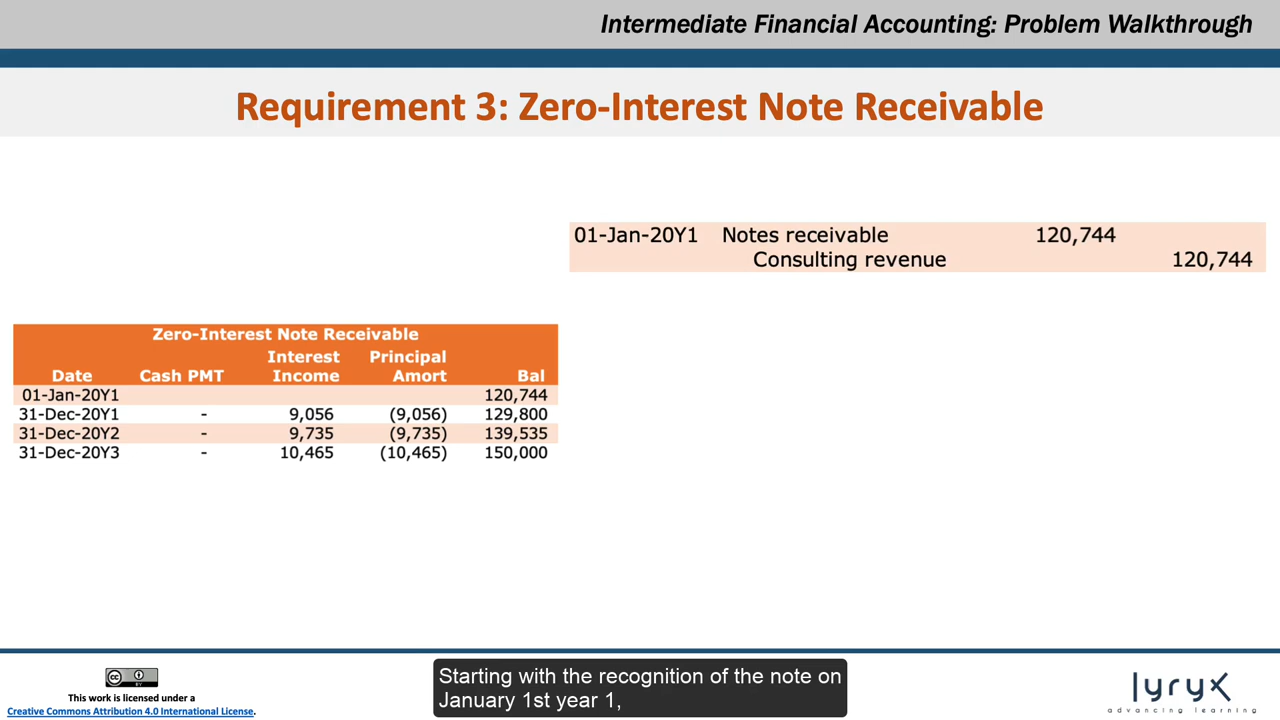 Intermediate Financial Accounting: Problem Walkthrough
Requirement 3: Zero-Interest Note Receivable
01-Jan-20Y1 Notes receivable 120,744
Consulting revenue 120,744
Zero-Interest Note Receivable
Interest Principal
Date Cash PMT Income Amort Bal
01-Jan-20Y1 120,744
31-Dec-20Y1 - 9,056 (9,056) 129,800
31-Dec-20Y2 - 9,735 (9,735) 139,535
31-Dec-20Y3 - 10,465 (10,465) 150,000
cc BY
This work is licensed under a
Creative Commons Attribution 4.0 International License.
Starting with the recognition of the note on
January 1st year 1,
lyryx
advancing learning